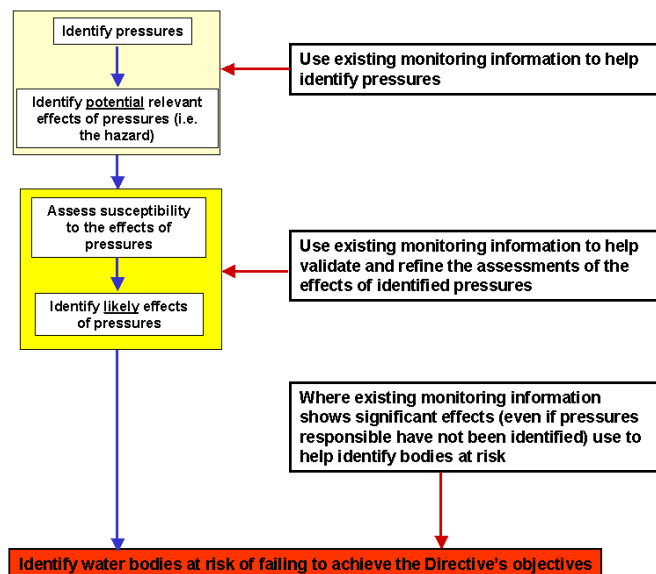 Identify pressures
Identify potential relevant
effects of pressures (i.e.
the hazard)
Use existing monitoring information to help
identify pressures
Assess susceptibility
to the effects of
pressures
Identify likely effects
of pressures
Use existing monitoring information to help
validate and refine the assessments of the
effects of identified pressures
Where existing monitoring information
shows significant effects (even if pressures
responsible have not been identified) use to
help identify bodies at risk
Identify water bodies at risk of failing to achieve the Directive's objectives